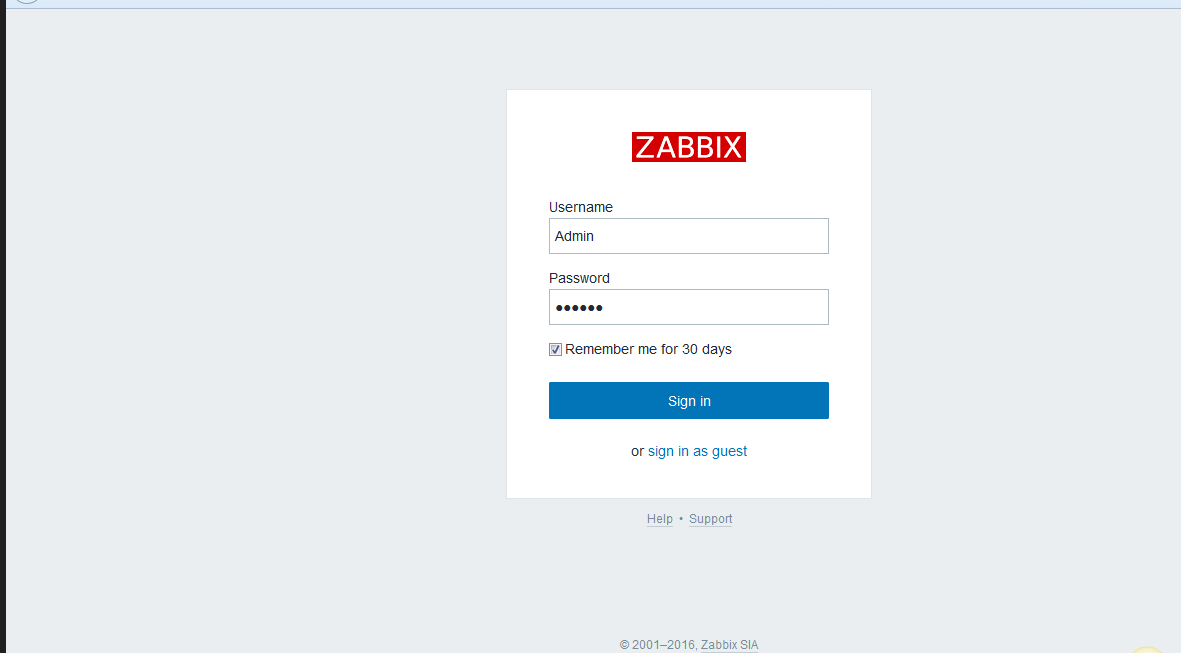 ZABBIX
Username
Admin
Password
●●●●●●
Remember me for 30 days
Sign in
or sign in as guest
Help • Support
© 2001–2016, Zabbix SIA